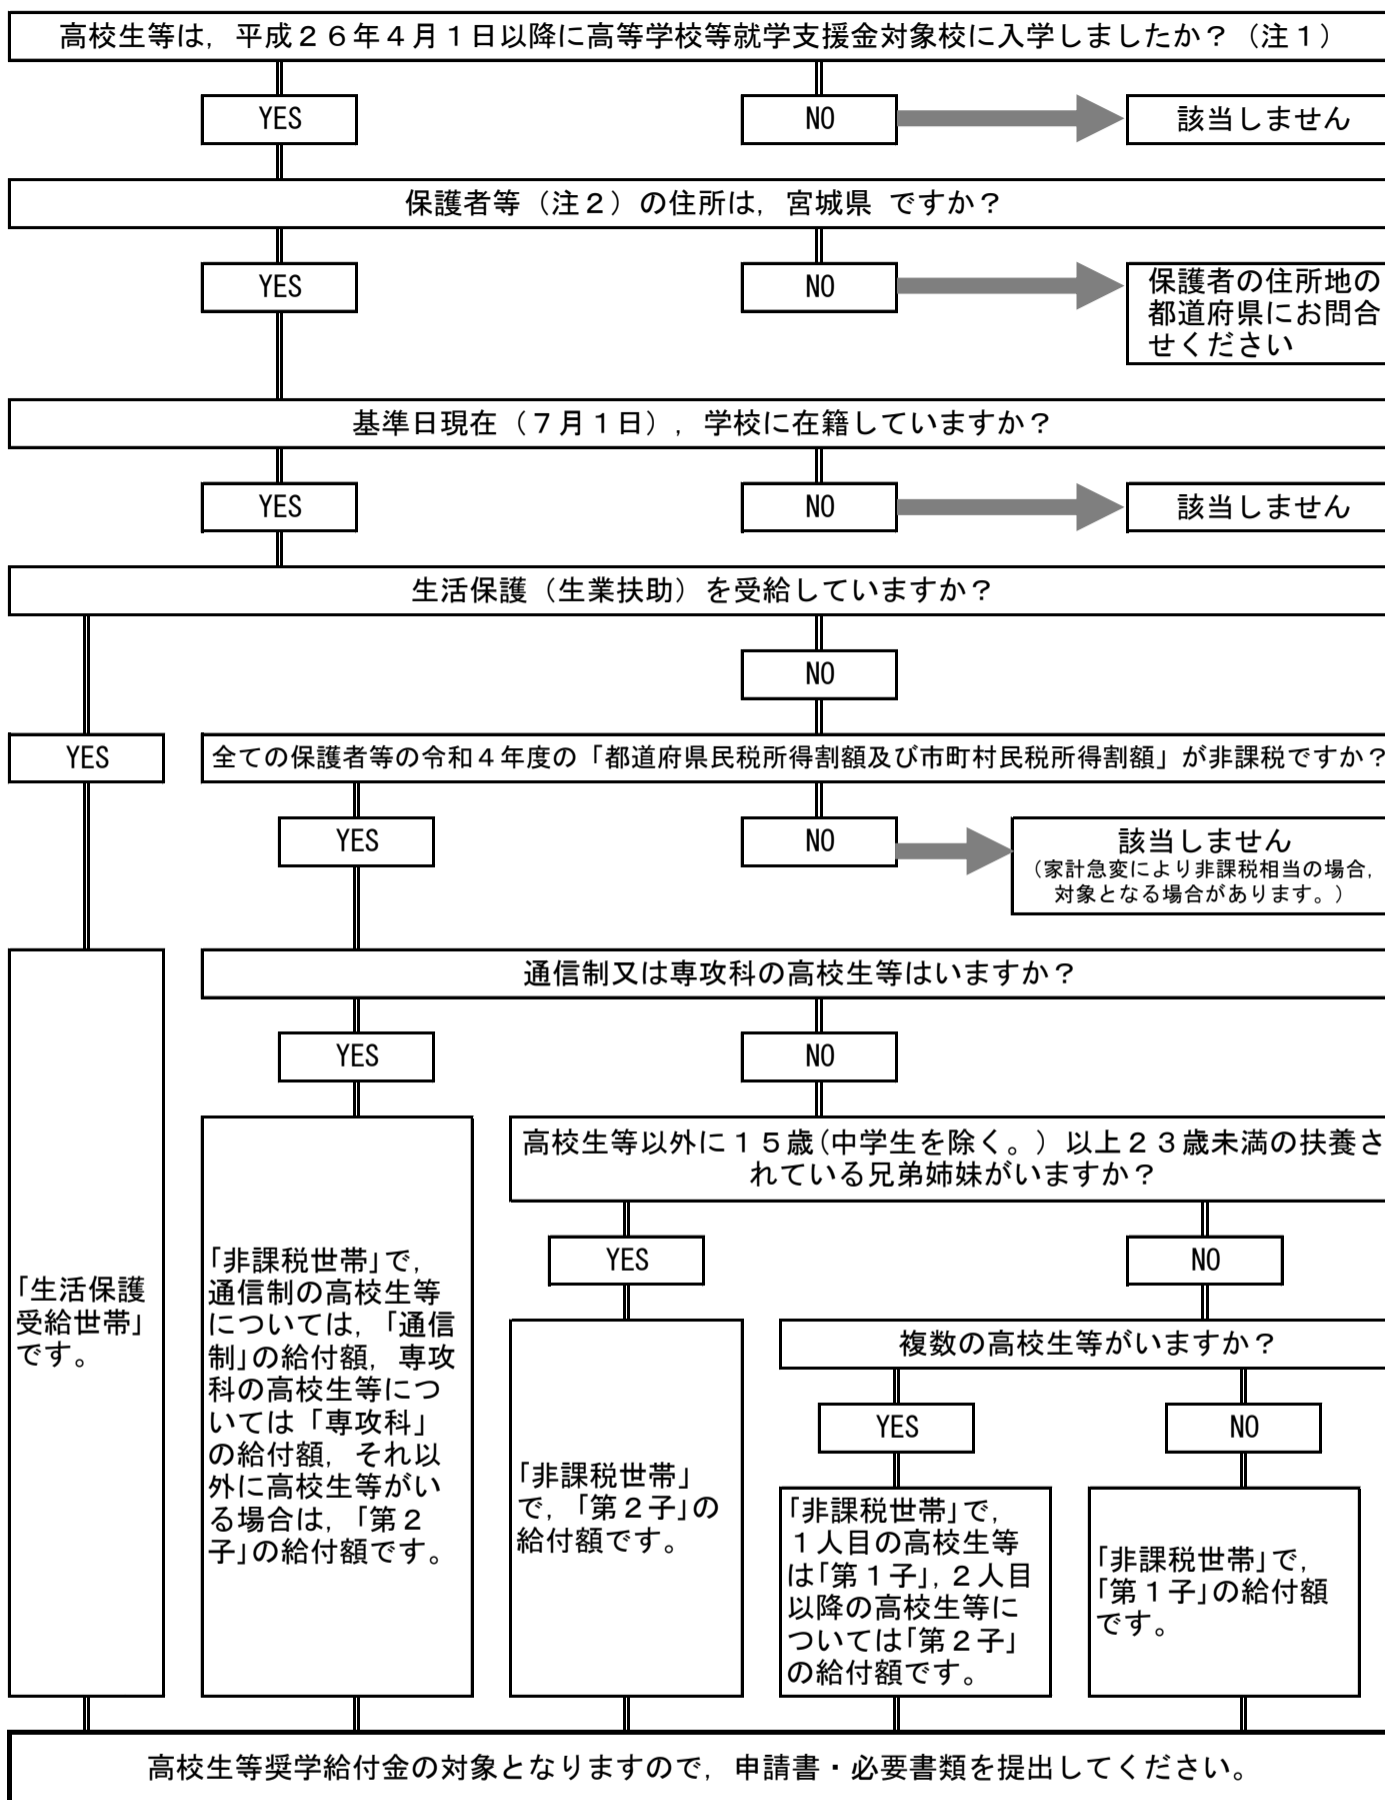 高校生等は，平成２６年４月１日以降に高等学校等就学支援金対象校に入学しましたか？（注１）
YES
NO
該当しません
保護者等（注２）の住所は，宮城県 ですか？
YES
NO
保護者の住所地の
都道府県にお問合
せください
基準日現在（７月１日），学校に在籍していますか？
YES
NO
該当しません
生活保護（生業扶助）を受給していますか？
NO
YES
全ての保護者等の令和４年度の「都道府県民税所得割額及び市町村民税所得割額」が非課税ですか？
YES
NO
該当しません
（家計急変により非課税相当の場合，
対象となる場合があります。）
通信制又は専攻科の高校生等はいますか？
YES
NO
高校生等以外に１５歳(中学生を除く。）以上２３歳未満の扶養さ
れている兄弟姉妹がいますか？
YES
NO
複数の高校生等がいますか？
YES
NO
「生活保護
受給世帯」
です。
「非課税世帯」で，
通信制の高校生等
については，「通信
制」の給付額，専攻
科の高校生等につ
いては「専攻科」
の給付額，それ以
外に高校生等がい
る場合は，「第２
子」の給付額です。
「非課税世帯」
で，「第２子」の
給付額です。
「非課税世帯」で，
１人目の高校生等
は「第１子」，２人目
以降の高校生等に
ついては「第２子」
の給付額です。
「非課税世帯」で，
「第１子」の給付額
です。
高校生等奨学給付金の対象となりますので，申請書・必要書類を提出してください。